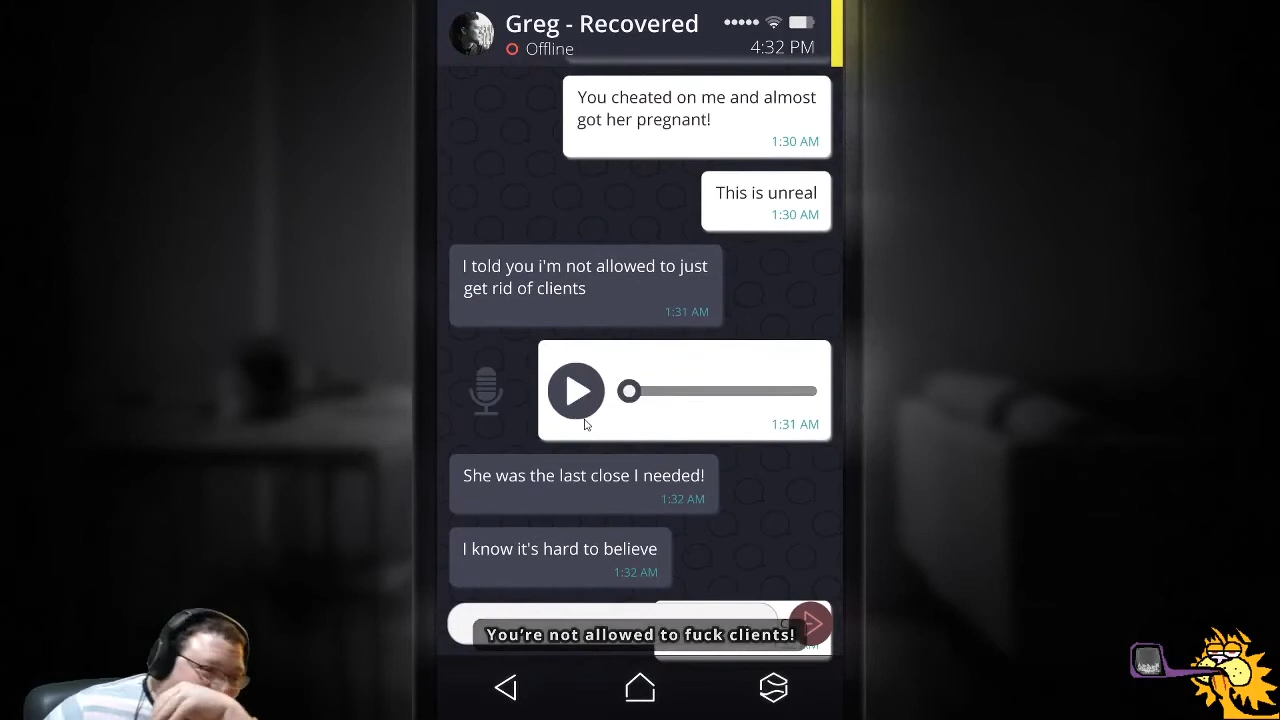 Greg - Recovered
Offline
4:32 PM
You cheated on me and almost
got her pregnant!
1:30 AM
This is unreal
1:30 AM
I told you i'm not allowed to just
get rid of clients
1:31 AM
1:31 AM
She was the last close I needed!
1:32 AM
I know it's hard to believe
1:32 AM
You're not allowed to fuck clients!